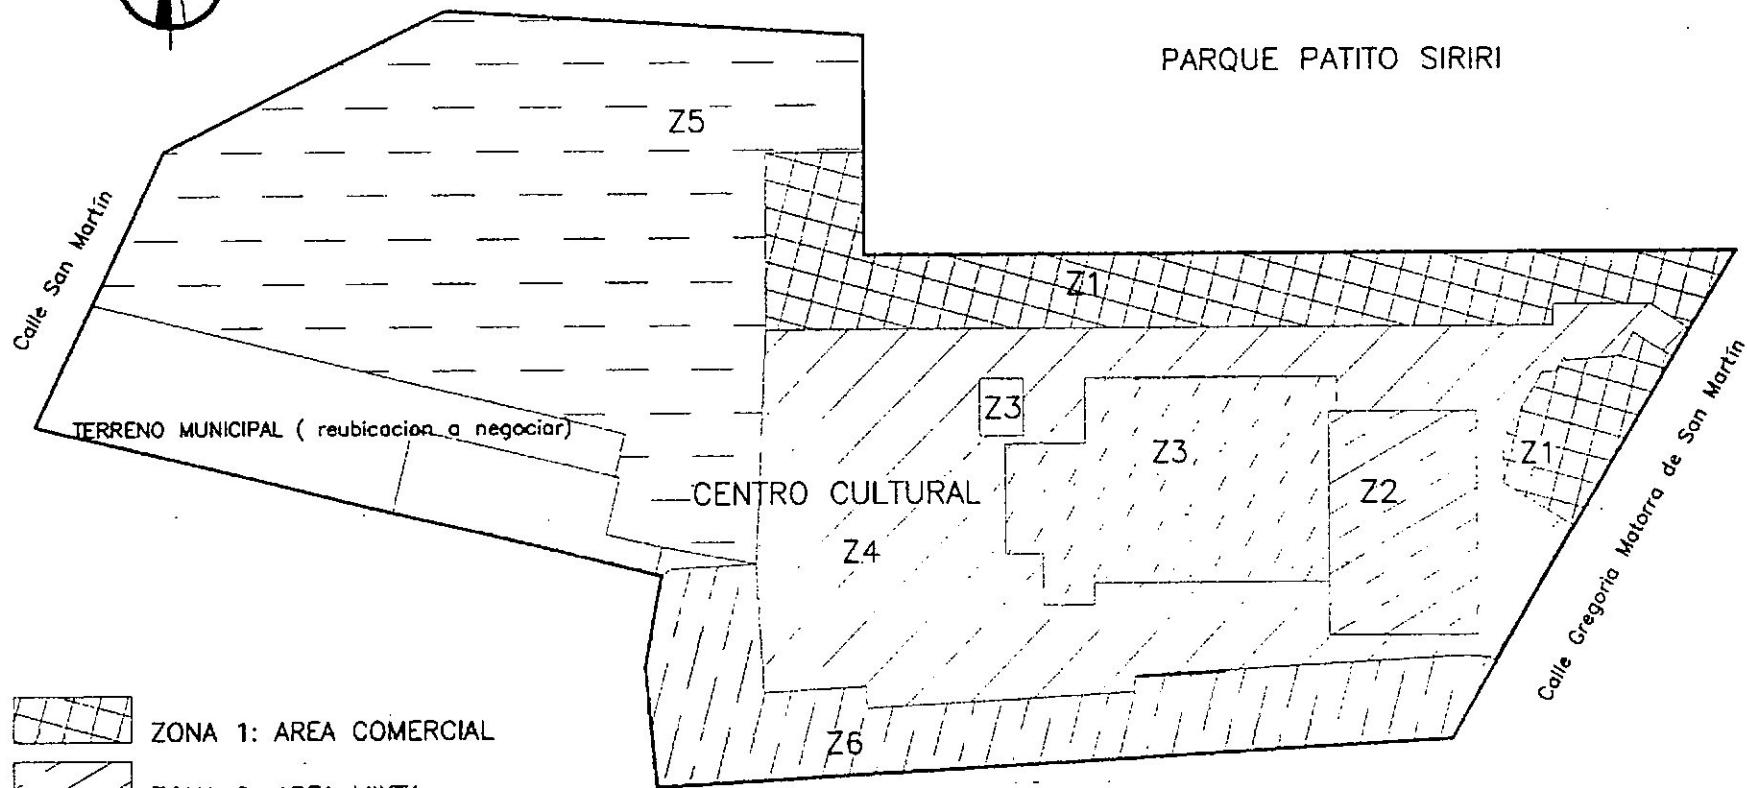 PARQUE PATITO SIRIRI
Z5
Calle San Martín
Z1
TERRENO MUNICIPAL ( reubicacion a negociar)
Z3
Z3
Z1
Z2
CENTRO CULTURAL
Z4
Calle Gregoria Matorra de San Martín
Z6
ZONA 1: AREA COMERCIAL